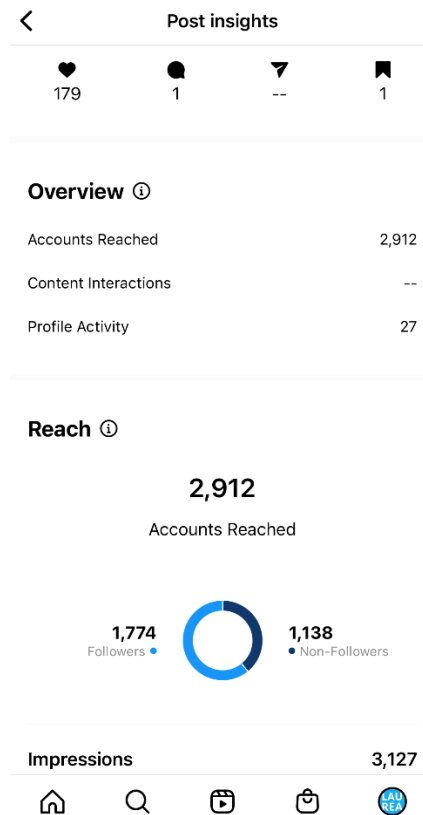 Post insights
179 1 -- 1
Overview
Accounts Reached 2,912
Content Interactions --
Profile Activity 27
Reach
2,912
Accounts Reached
1,774 1,138
Followers Non-Followers
Impressions 3,127
LAU
REA